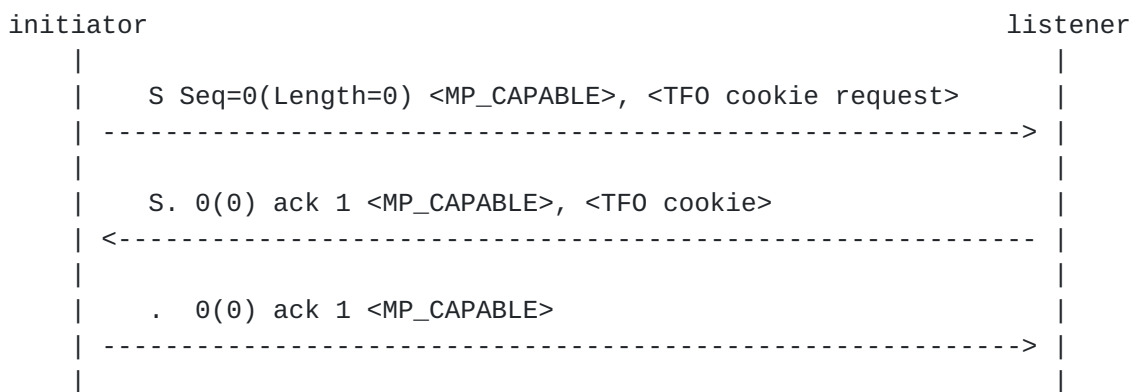 initiator listener
S Seq=0(Length=0) <MP_CAPABLE>, <TFO cookie request>
S. 0(0) ack 1 <MP_CAPABLE>, <TFO cookie>
. 0(0) ack 1 <MP_CAPABLE>